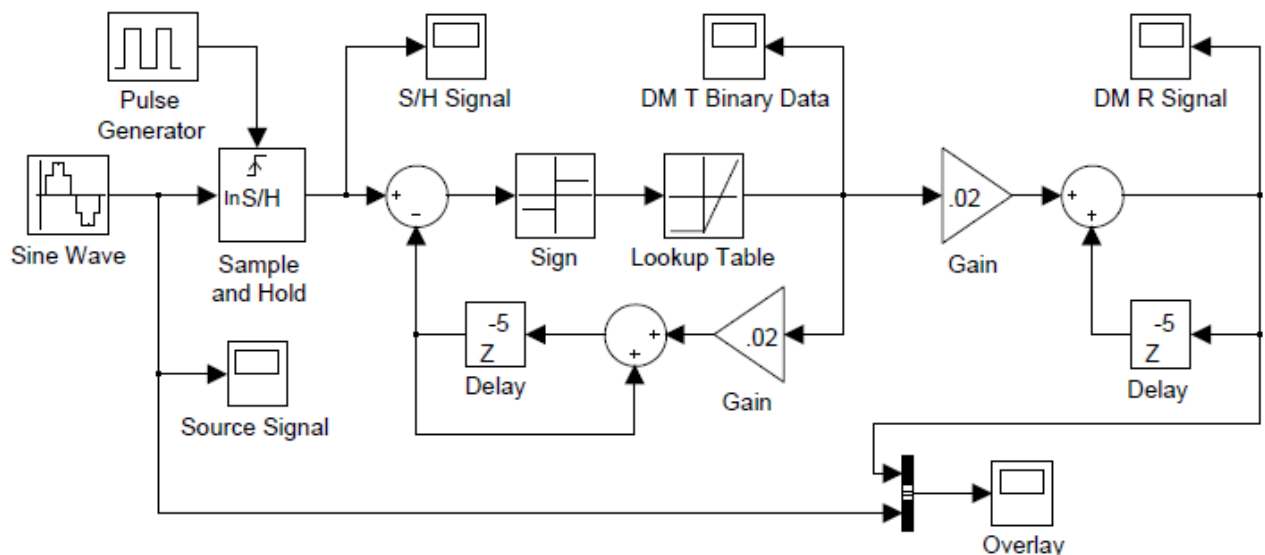 Pulse
Generator
S/H Signal
DM T Binary Data
DM R Signal
InS/H
+
−
.02
+
+
Sine Wave
Sample
and Hold
Sign
Lookup Table
Gain
-5
Z
Delay
+
+
.02
Gain
-5
Z
Delay
Source Signal
Overlay